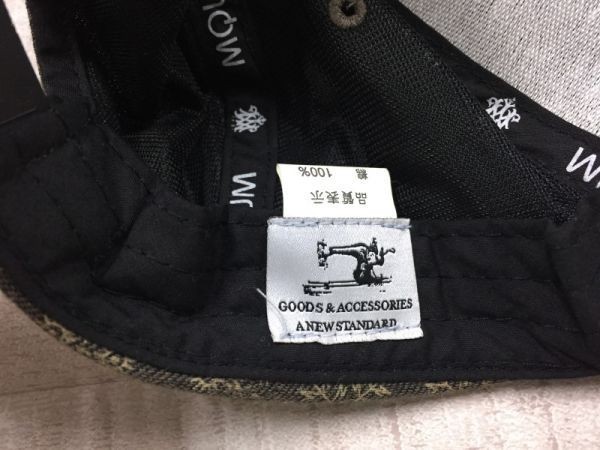 品質表示
綿 100%
GOODS & ACCESSORIES
A NEW STANDARD